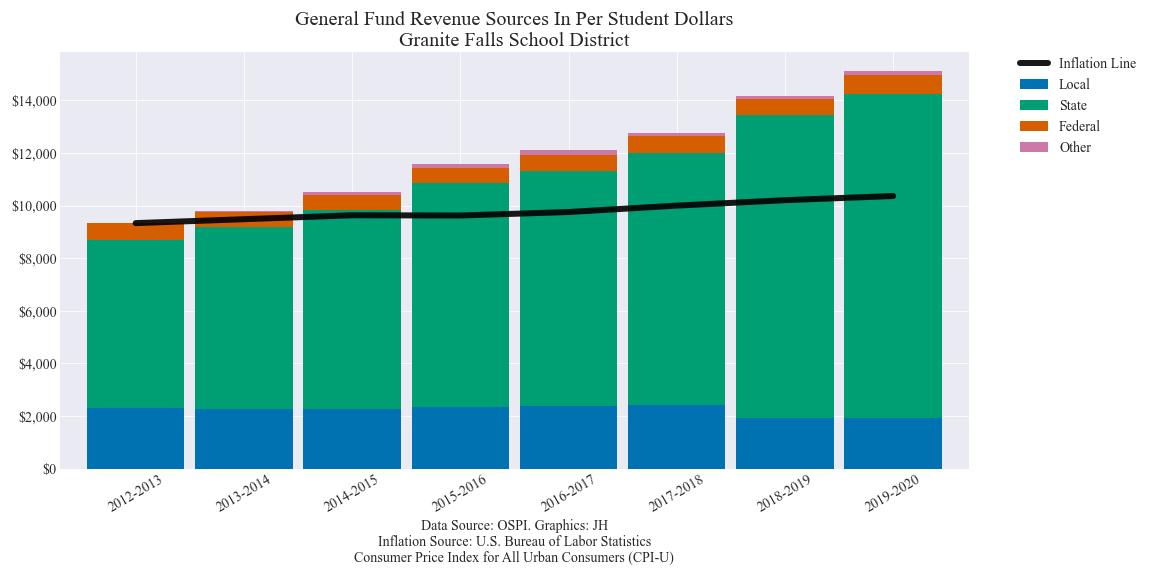 General Fund Revenue Sources In Per Student Dollars
Granite Falls School District
Inflation Line
Local
State
Federal
Other
$14,000
$12,000
$10,000
$8,000
$6,000
$4,000
$2,000
$0
2012-2013
2013-2014
2014-2015
2015-2016
2016-2017
2017-2018
2018-2019
2019-2020
Data Source: OSPI. Graphics: JH
Inflation Source: U.S. Bureau of Labor Statistics
Consumer Price Index for All Urban Consumers (CPI-U)